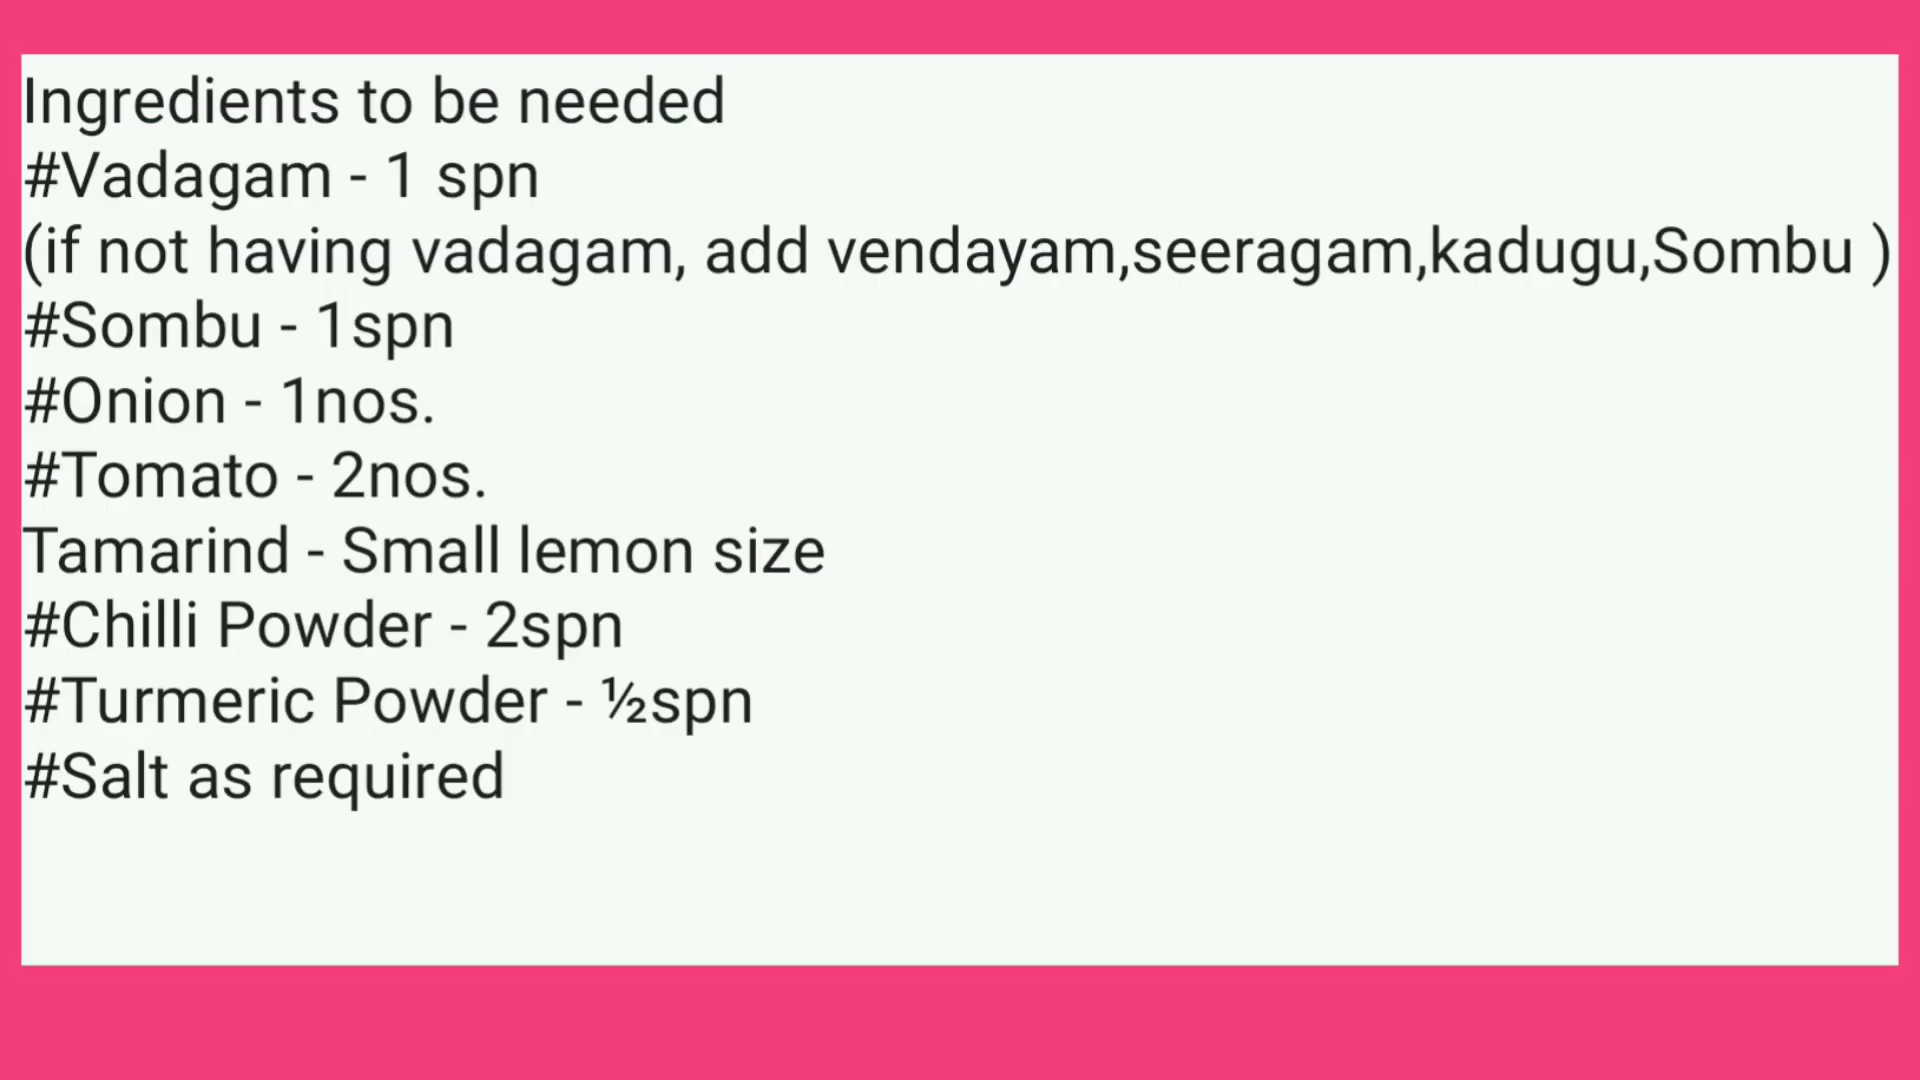 Ingredients to be needed
#Vadagam - 1 spn
(if not having vadagam, add vendayam,seeragam,kadugu,Sombu )
#Sombu - 1spn
#Onion - 1nos.
#Tomato - 2nos.
Tamarind - Small lemon size
#Chilli Powder - 2spn
#Turmeric Powder - ½spn
#Salt as required